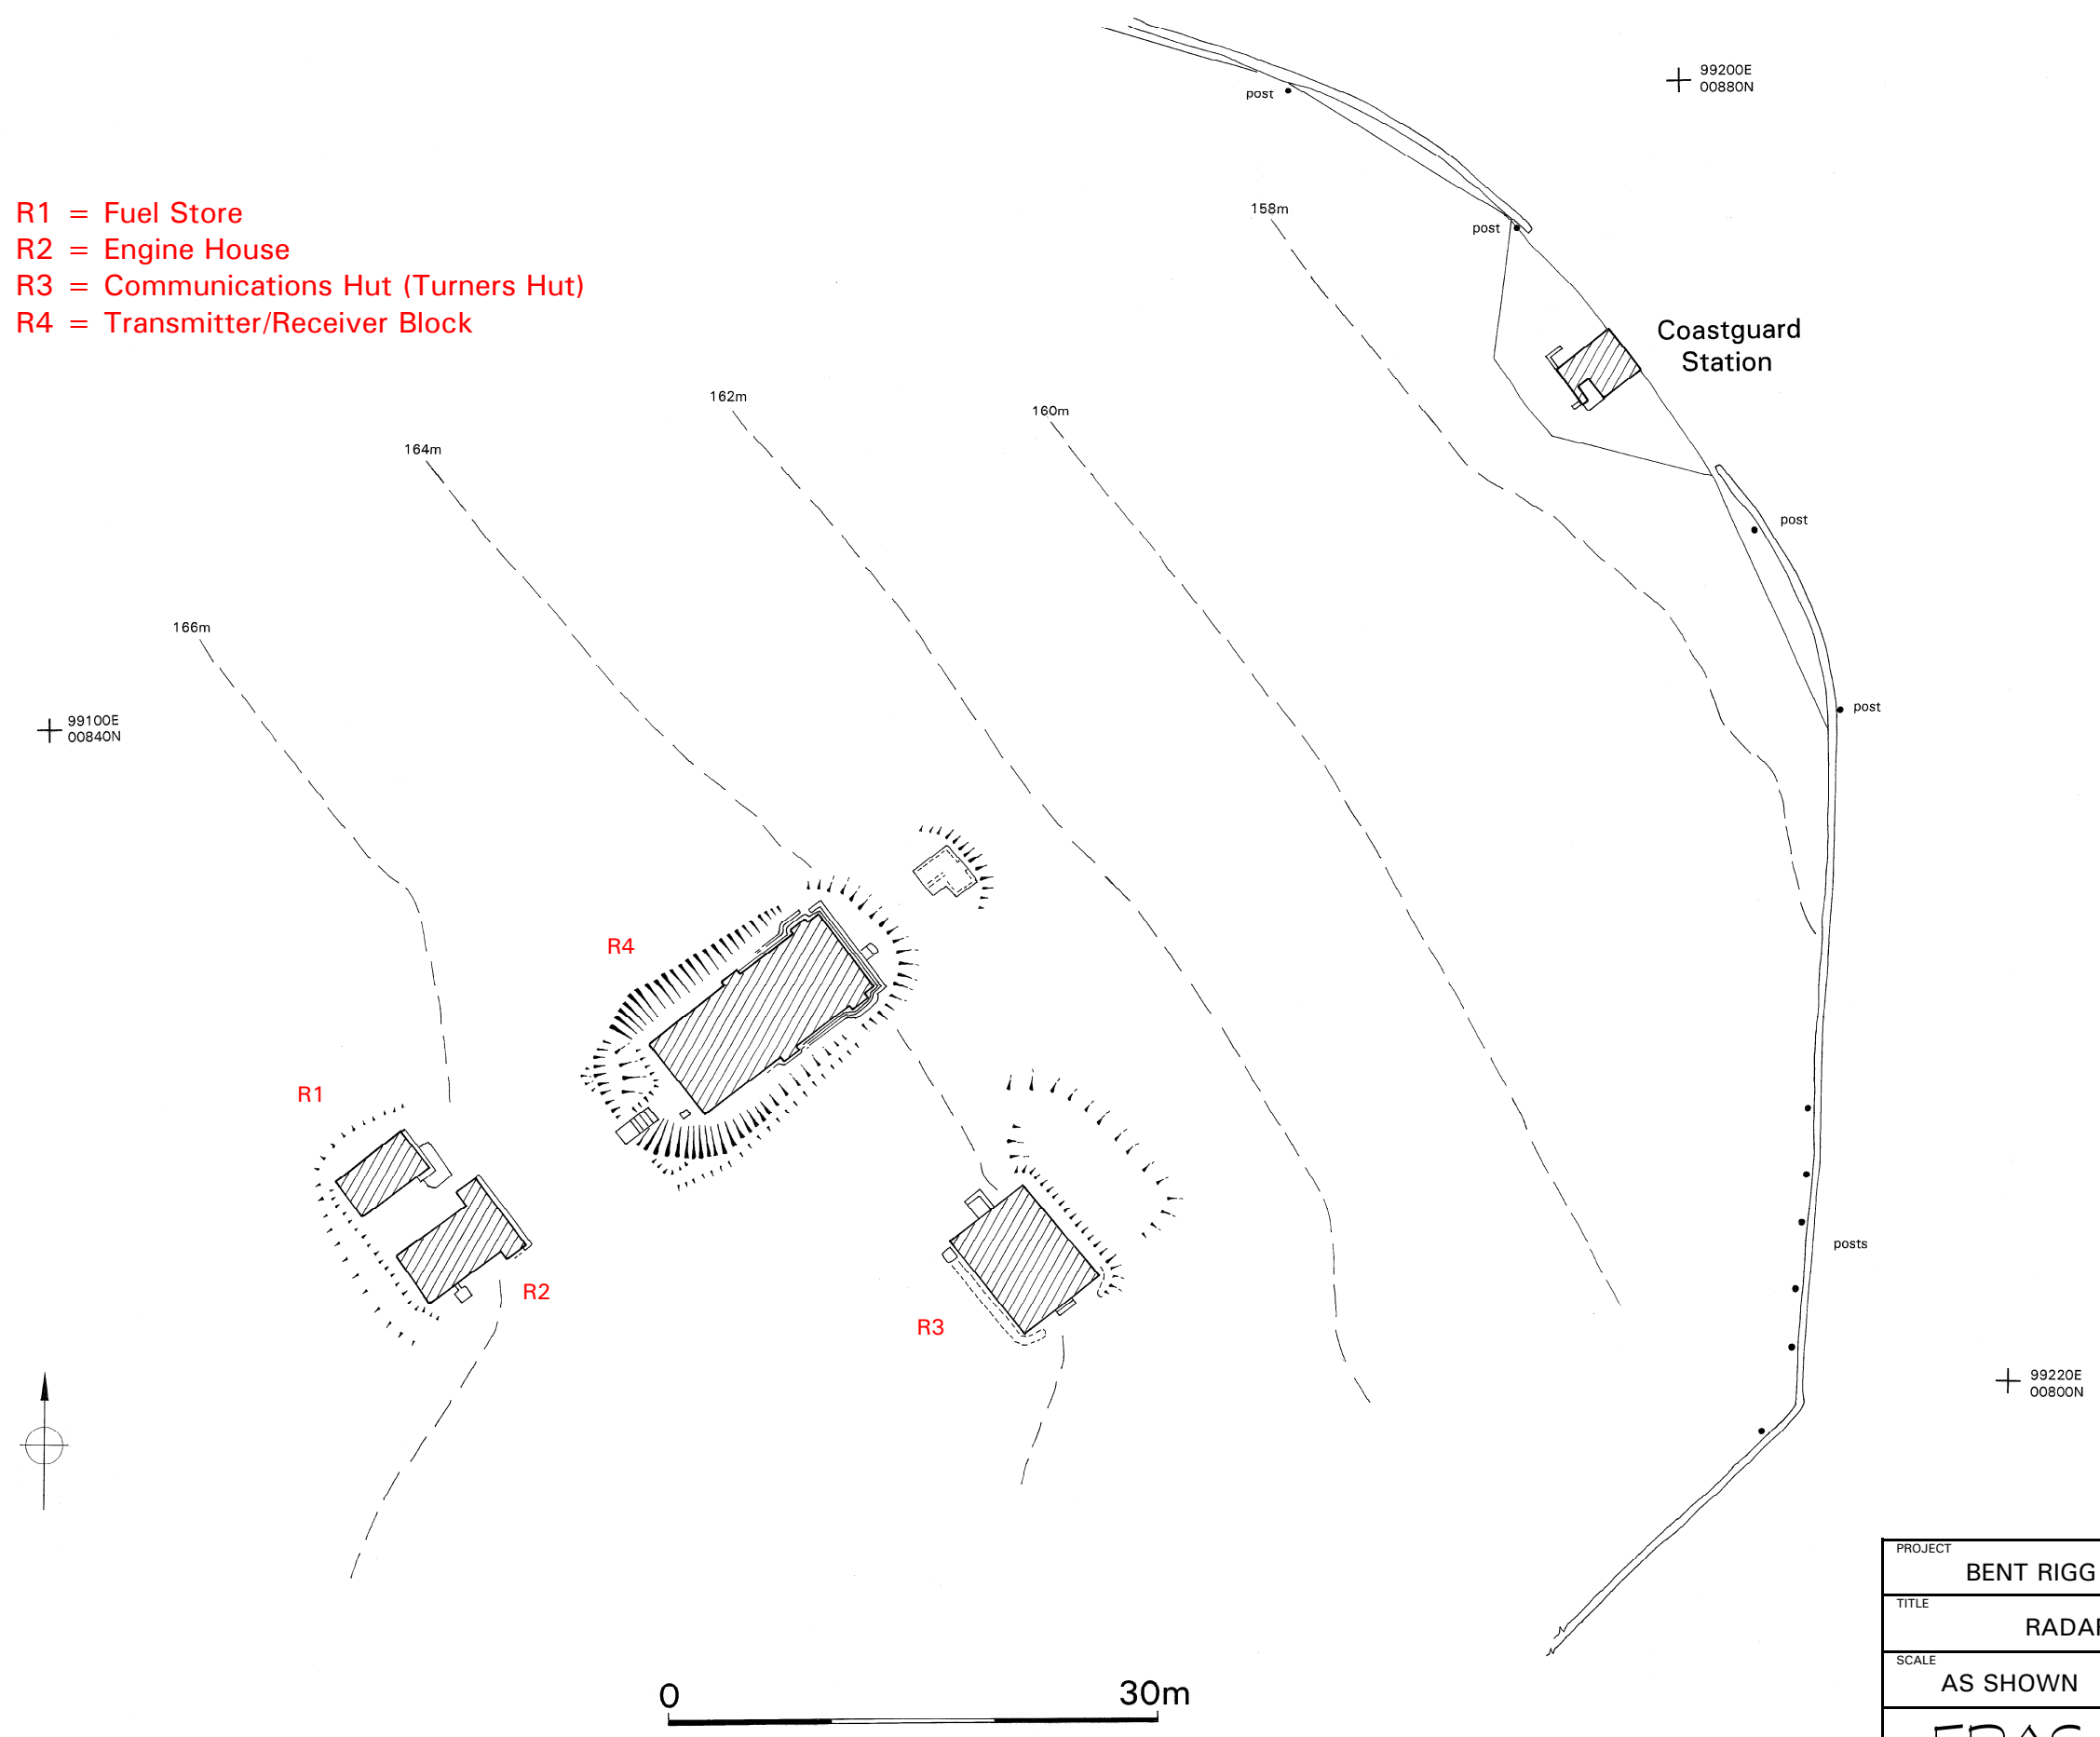 99200E
00880N
post
R1 = Fuel Store
R2 = Engine House
R3 = Communications Hut (Turners Hut)
R4 = Transmitter/Receiver Block
158m
post
Coastguard
Station
162m
160m
164m
post
166m
post
99100E
00840N
R4
R1
posts
R2
R3
99220E
00800N
PROJECT
BENT RIGG
TITLE
SCALE
AS SHOWN
0
30m